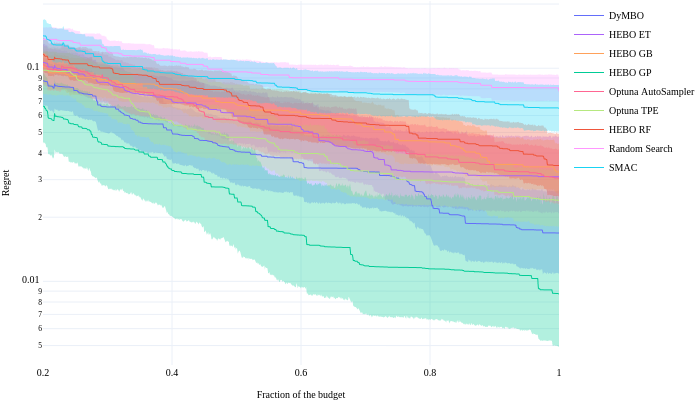 0.1
9
8
7
6
5
4
3
2
0.01
9
8
7
6
5
Regret
0.2
0.4
0.6
0.8
1
Fraction of the budget
DyMBO
HEBO ET
HEBO GB
HEBO GP
Optuna AutoSampler
Optuna TPE
HEBO RF
Random Search
SMAC